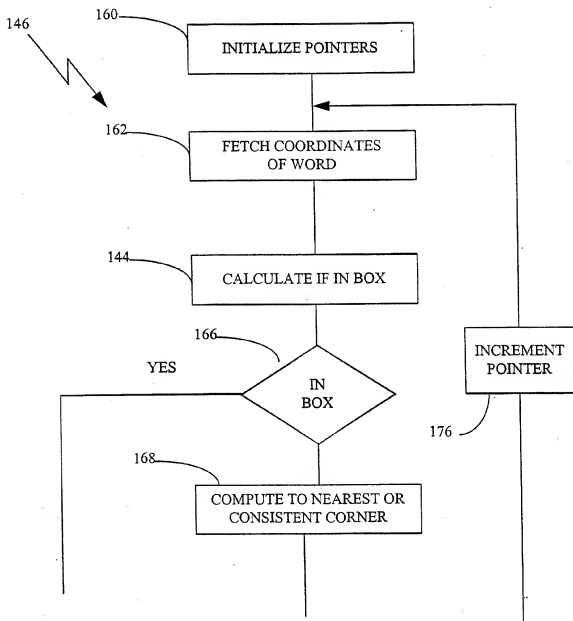 146
160
INITIALIZE POINTERS
162
FETCH COORDINATES
OF WORD
144
CALCULATE IF IN BOX
166
YES
IN
BOX
INCREMENT
POINTER
176
168
COMPUTE TO NEAREST OR
CONSISTENT CORNER